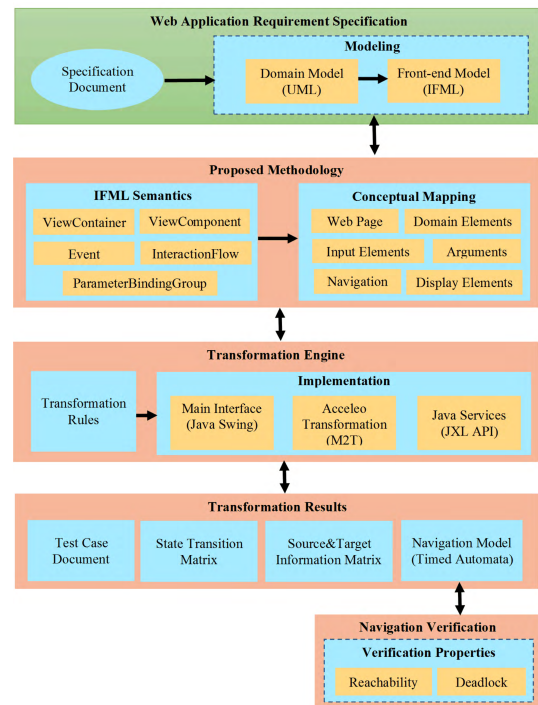 Web Application Requirement Specification
Specification
Document
Modeling
Domain Model
(UML)
Front-end Model
(IFML)
Proposed Methodology
IFML Semantics
ViewContainer
ViewComponent
Event
InteractionFlow
ParameterBindingGroup
Conceptual Mapping
Web Page
Domain Elements
Input Elements
Arguments
Navigation
Display Elements
Transformation Engine
Transformation
Rules
Implementation
Main Interface
(Java Swing)
Acceleo
Transformation
(M2T)
Java Services
(JXL API)
Transformation Results
Test Case
Document
State Transition
Matrix
Source&Target
Information Matrix
Navigation Model
(Timed Automata)
Navigation Verification
Verification Properties
Reachability
Deadlock